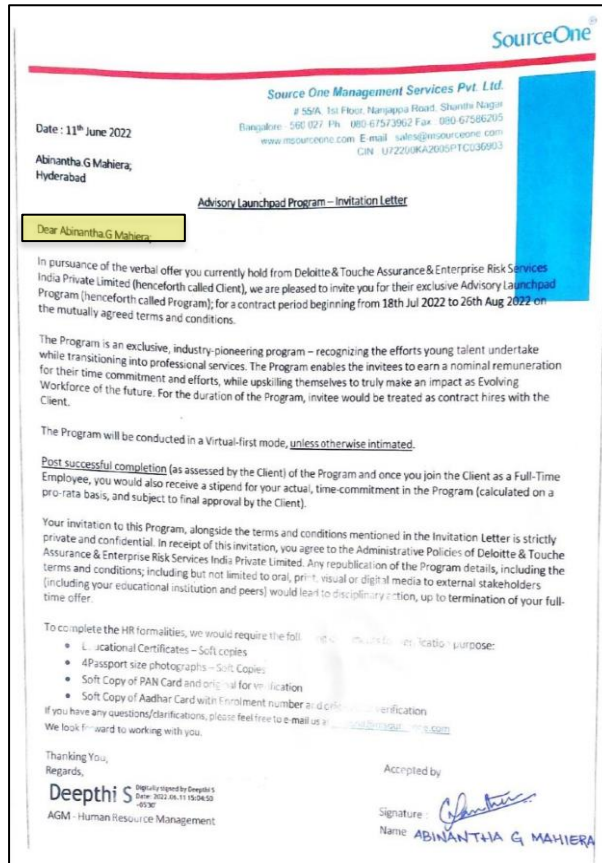 SourceOne®
Source One Management Services Pvt. Ltd.
# 55/A, 1st Floor, Nanjappa Road, Shanthi Nagar
Bangalore - 560 027 Ph : 080-67573962 Fax : 080-67586205
www.msourceone.com E-mail : sales@msourceone.com
CIN : U72200KA2005PTC036903
Date : 11th June 2022
Abinantha.G Mahiera;
Hyderabad
Advisory Launchpad Program – Invitation Letter
Dear Abinantha.G Mahiera;
In pursuance of the verbal offer you currently hold from Deloitte & Touche Assurance & Enterprise Risk Services
India Private Limited (henceforth called Client), we are pleased to invite you for their exclusive Advisory Launchpad
Program (henceforth called Program); for a contract period beginning from 18th Jul 2022 to 26th Aug 2022 on
the mutually agreed terms and conditions.
The Program is an exclusive, industry-pioneering program – recognizing the efforts young talent undertake
while transitioning into professional services. The Program enables the invitees to earn a nominal remuneration
for their time commitment and efforts, while upskilling themselves to truly make an impact as Evolving
Workforce of the future. For the duration of the Program, invitee would be treated as contract hires with the
Client.
The Program will be conducted in a Virtual-first mode, unless otherwise intimated.
Post successful completion (as assessed by the Client) of the Program and once you join the Client as a Full-Time
Employee, you would also receive a stipend for your actual, time-commitment in the Program (calculated on a
pro-rata basis, and subject to final approval by the Client).
Your invitation to this Program, alongside the terms and conditions mentioned in the Invitation Letter is strictly
private and confidential. In receipt of this invitation, you agree to the Administrative Policies of Deloitte & Touche
Assurance & Enterprise Risk Services India Private Limited. Any republication of the Program details, including the
terms and conditions; including but not limited to oral, print, visual or digital media to external stakeholders
(including your educational institution and peers) would lead to disciplinary action, up to termination of your full-
time offer.
To complete the HR formalities, we would require the purpose:
• Educational Certificates – Soft copies
• 4Passport size photographs – Soft Copies
• Soft Copy of PAN Card and original for verification
• Soft Copy of Aadhar Card with Enrolment number and verification
If you have any questions/clarifications, please feel free to e-mail us at
We look forward to working with you.
Thanking You,
Regards,
Deepthi S
Digitally signed by Deepthi S
Date: 2022.06.11 15:04:50
+05'30'
AGM - Human Resource Management
Accepted by
Signature :
Name ABINANTHA G MAHIERA